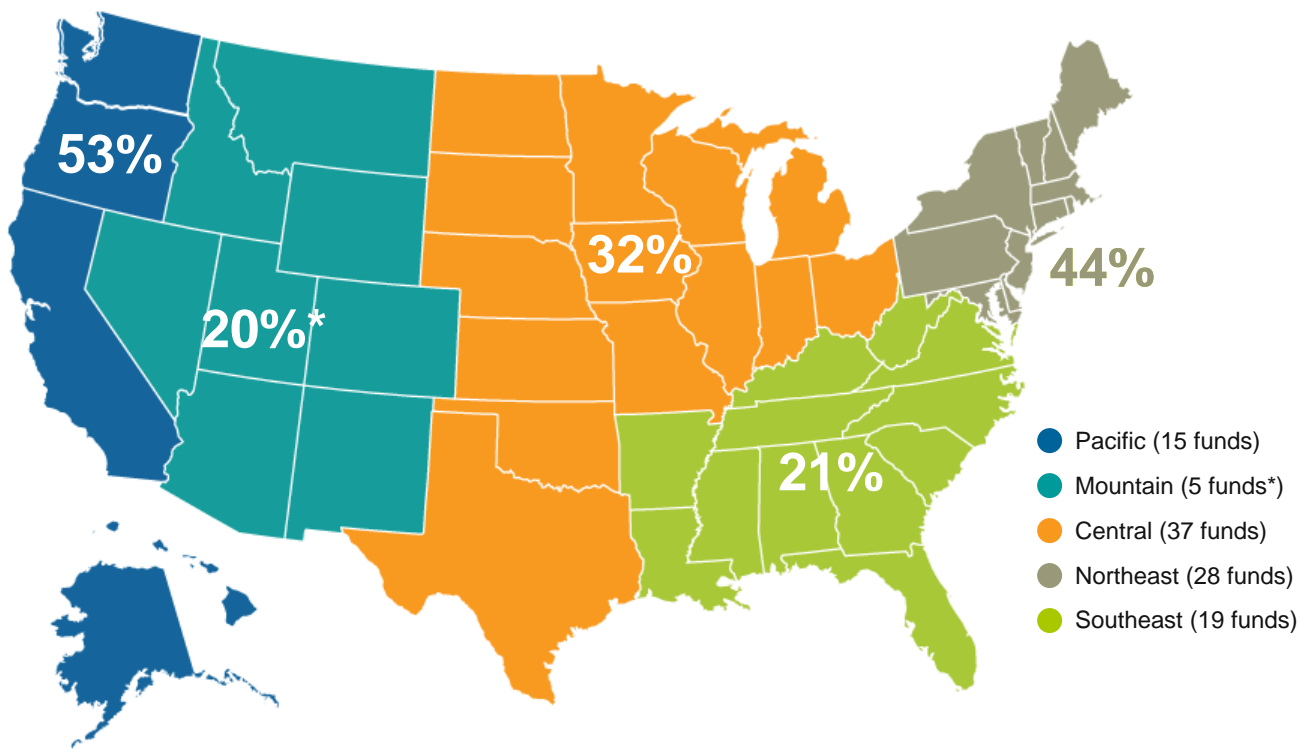 53%
32%
44%
20%*
21%
Pacific (15 funds)
Mountain (5 funds*)
Central (37 funds)
Northeast (28 funds)
Southeast (19 funds)